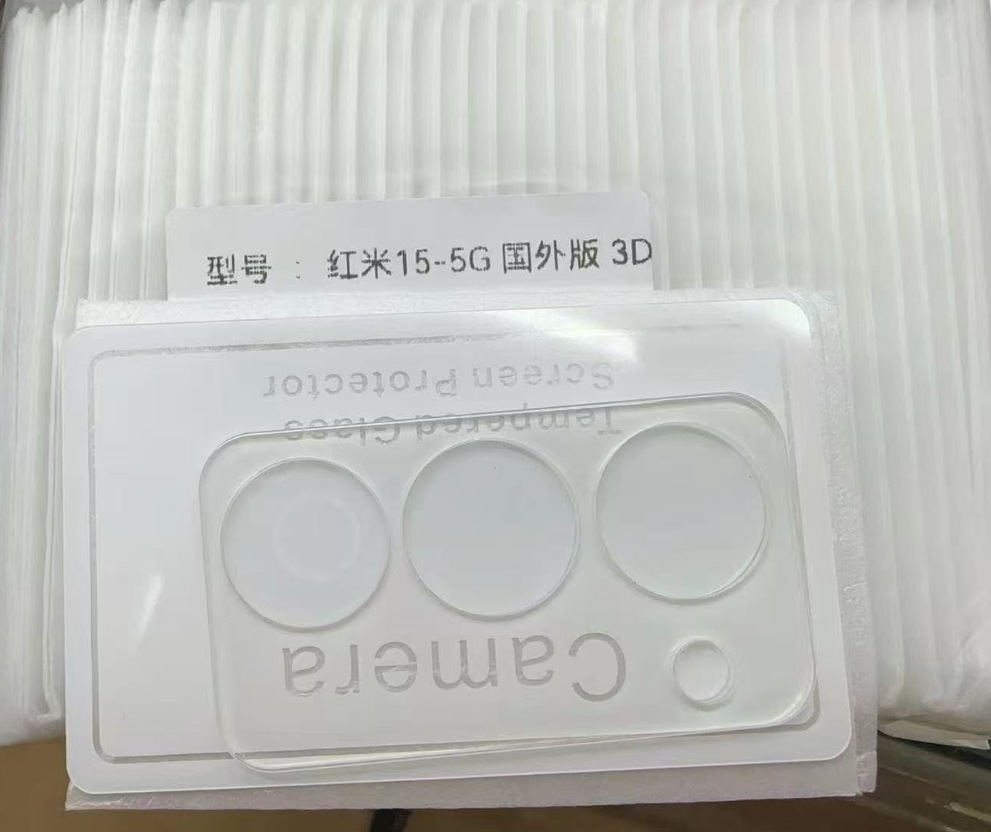 型号 : 红米15-5G 国外版 3D
Screen Protector
Tempered Glass
Camera